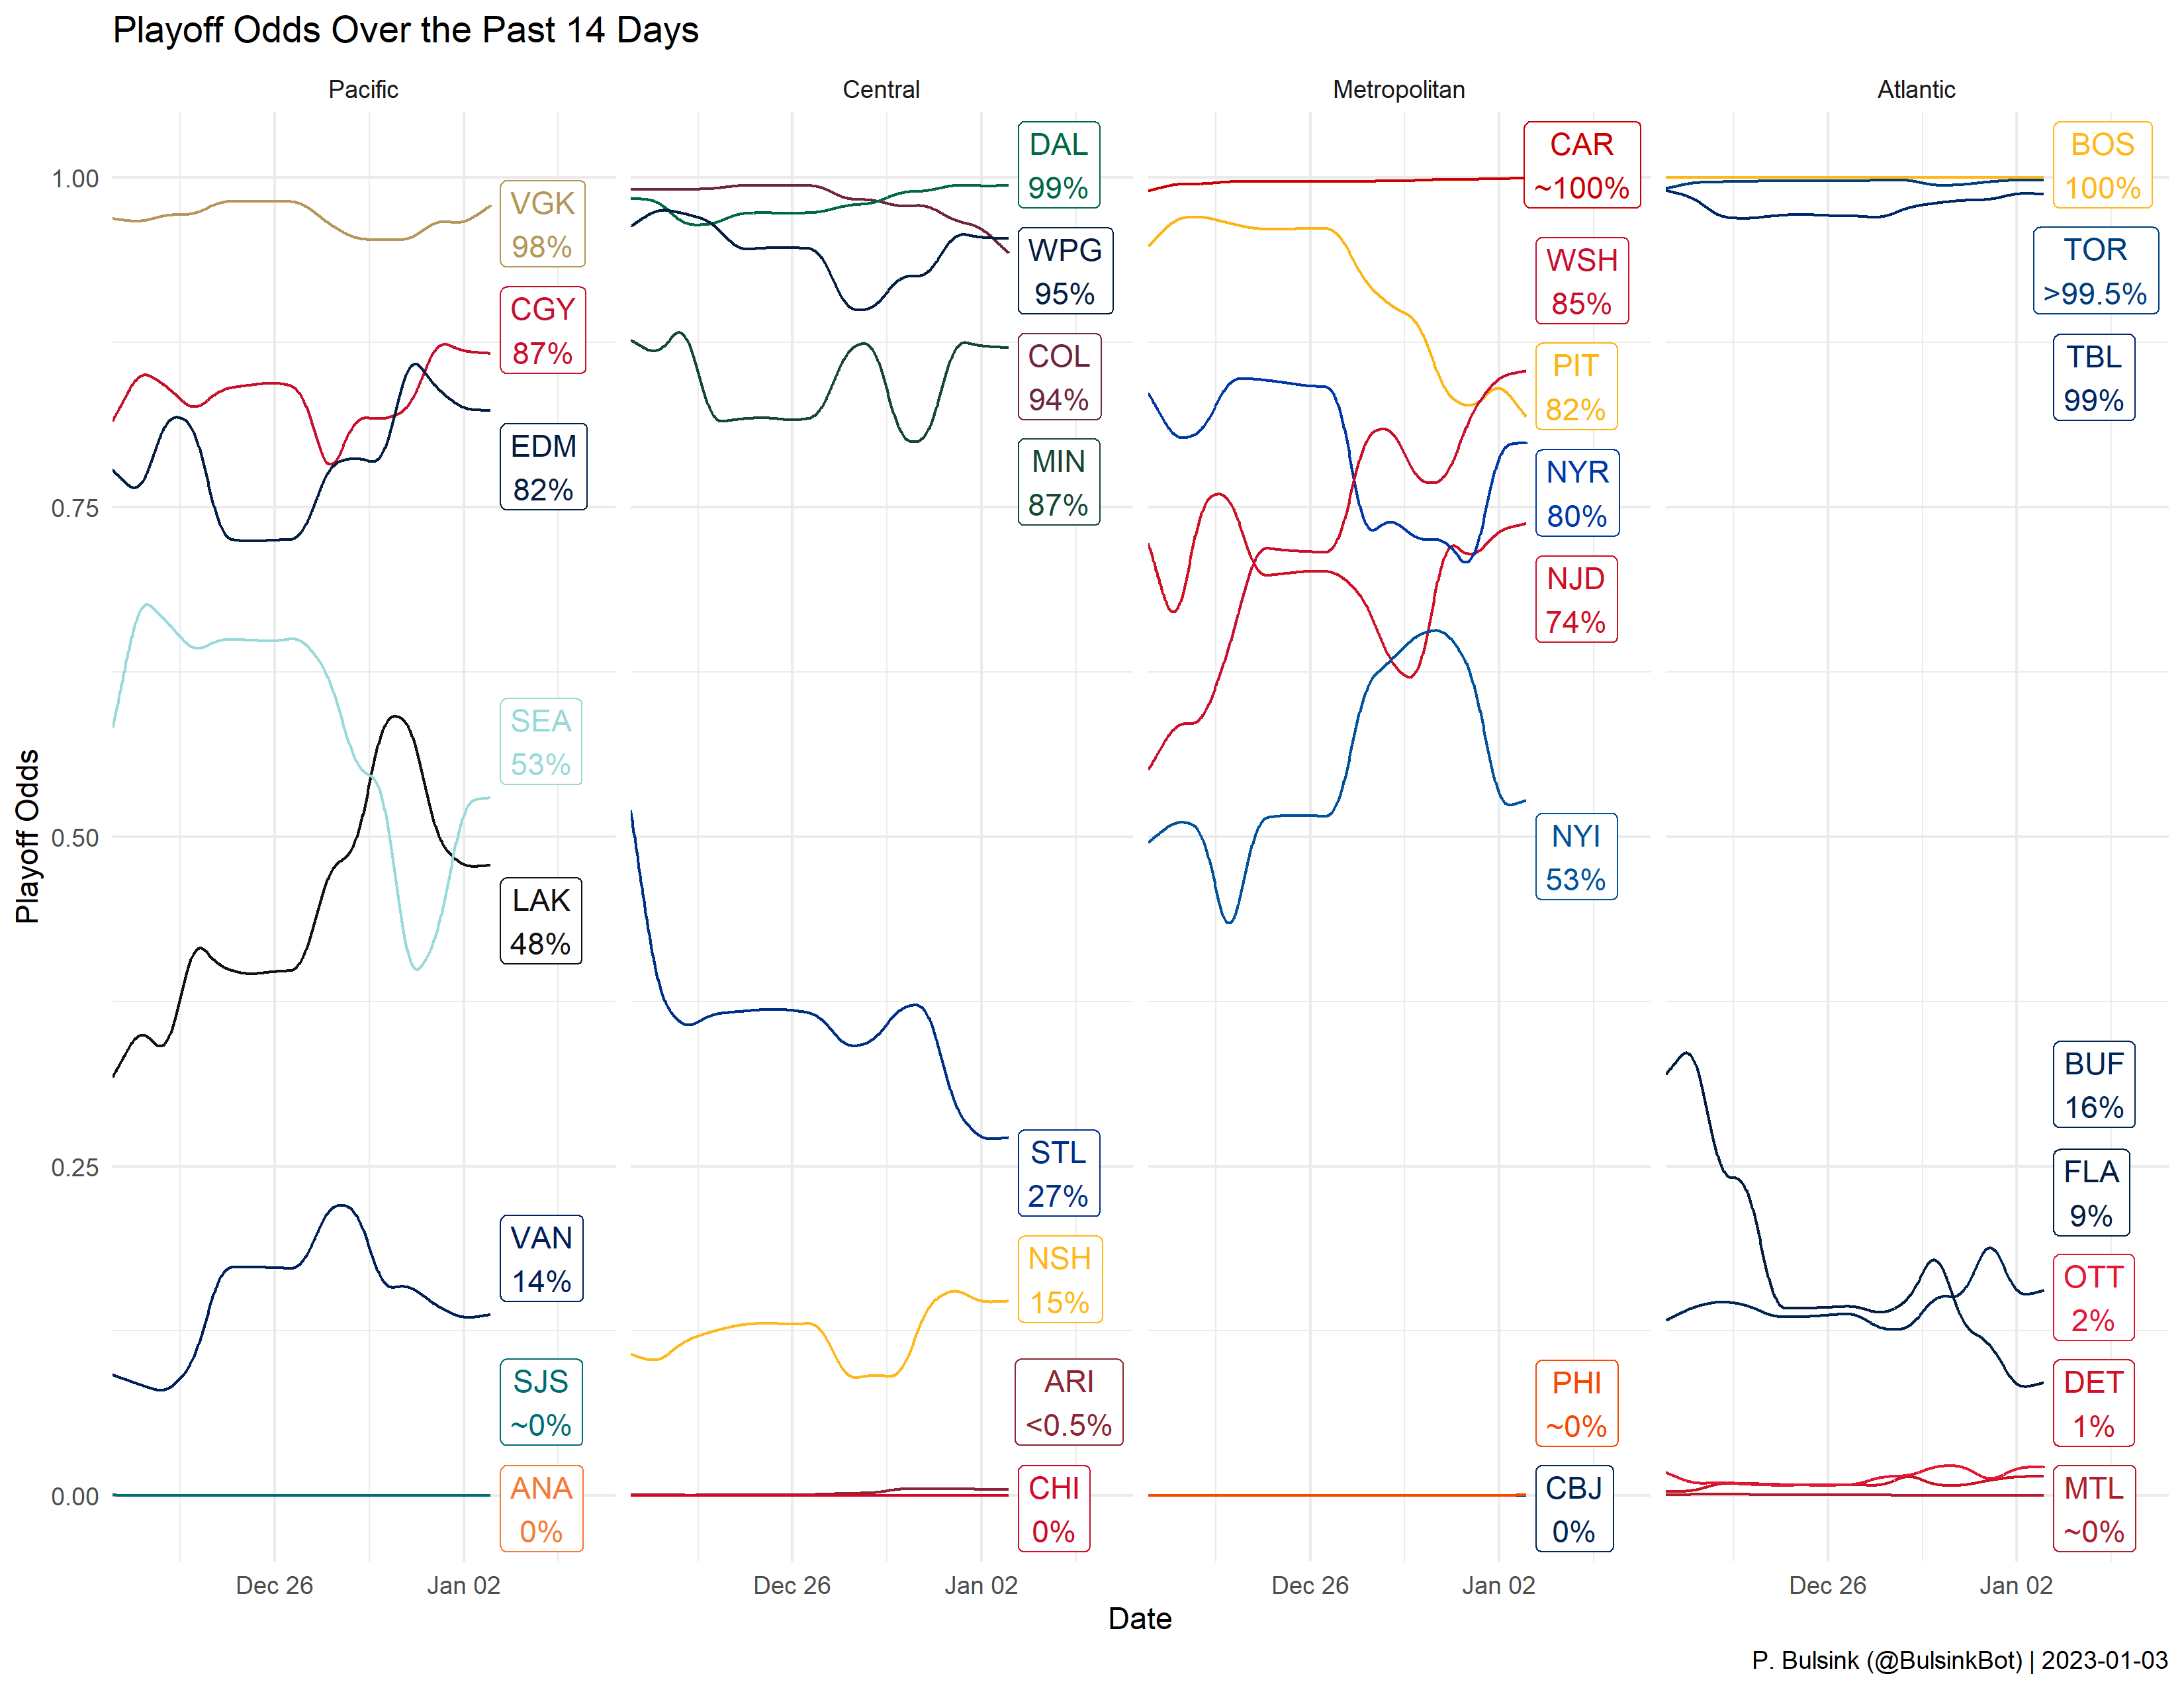 Playoff Odds Over the Past 14 Days
Pacific
Central
Metropolitan
Atlantic
Playoff Odds
1.00
0.75
0.50
0.25
0.00
VGK
98%
CGY
87%
EDM
82%
SEA
53%
LAK
48%
VAN
14%
SJS
~0%
ANA
0%
DAL
99%
WPG
95%
COL
94%
MIN
87%
STL
27%
NSH
15%
ARI
<0.5%
CHI
0%
CAR
~100%
WSH
85%
PIT
82%
NYR
80%
NJD
74%
NYI
53%
PHI
~0%
CBJ
0%
BOS
100%
TOR
>99.5%
TBL
99%
BUF
16%
FLA
9%
OTT
2%
DET
1%
MTL
~0%
Dec 26 Jan 02
Dec 26 Jan 02
Dec 26 Jan 02
Dec 26 Jan 02
Date
P. Bulsink (@BulsinkBot) | 2023-01-03